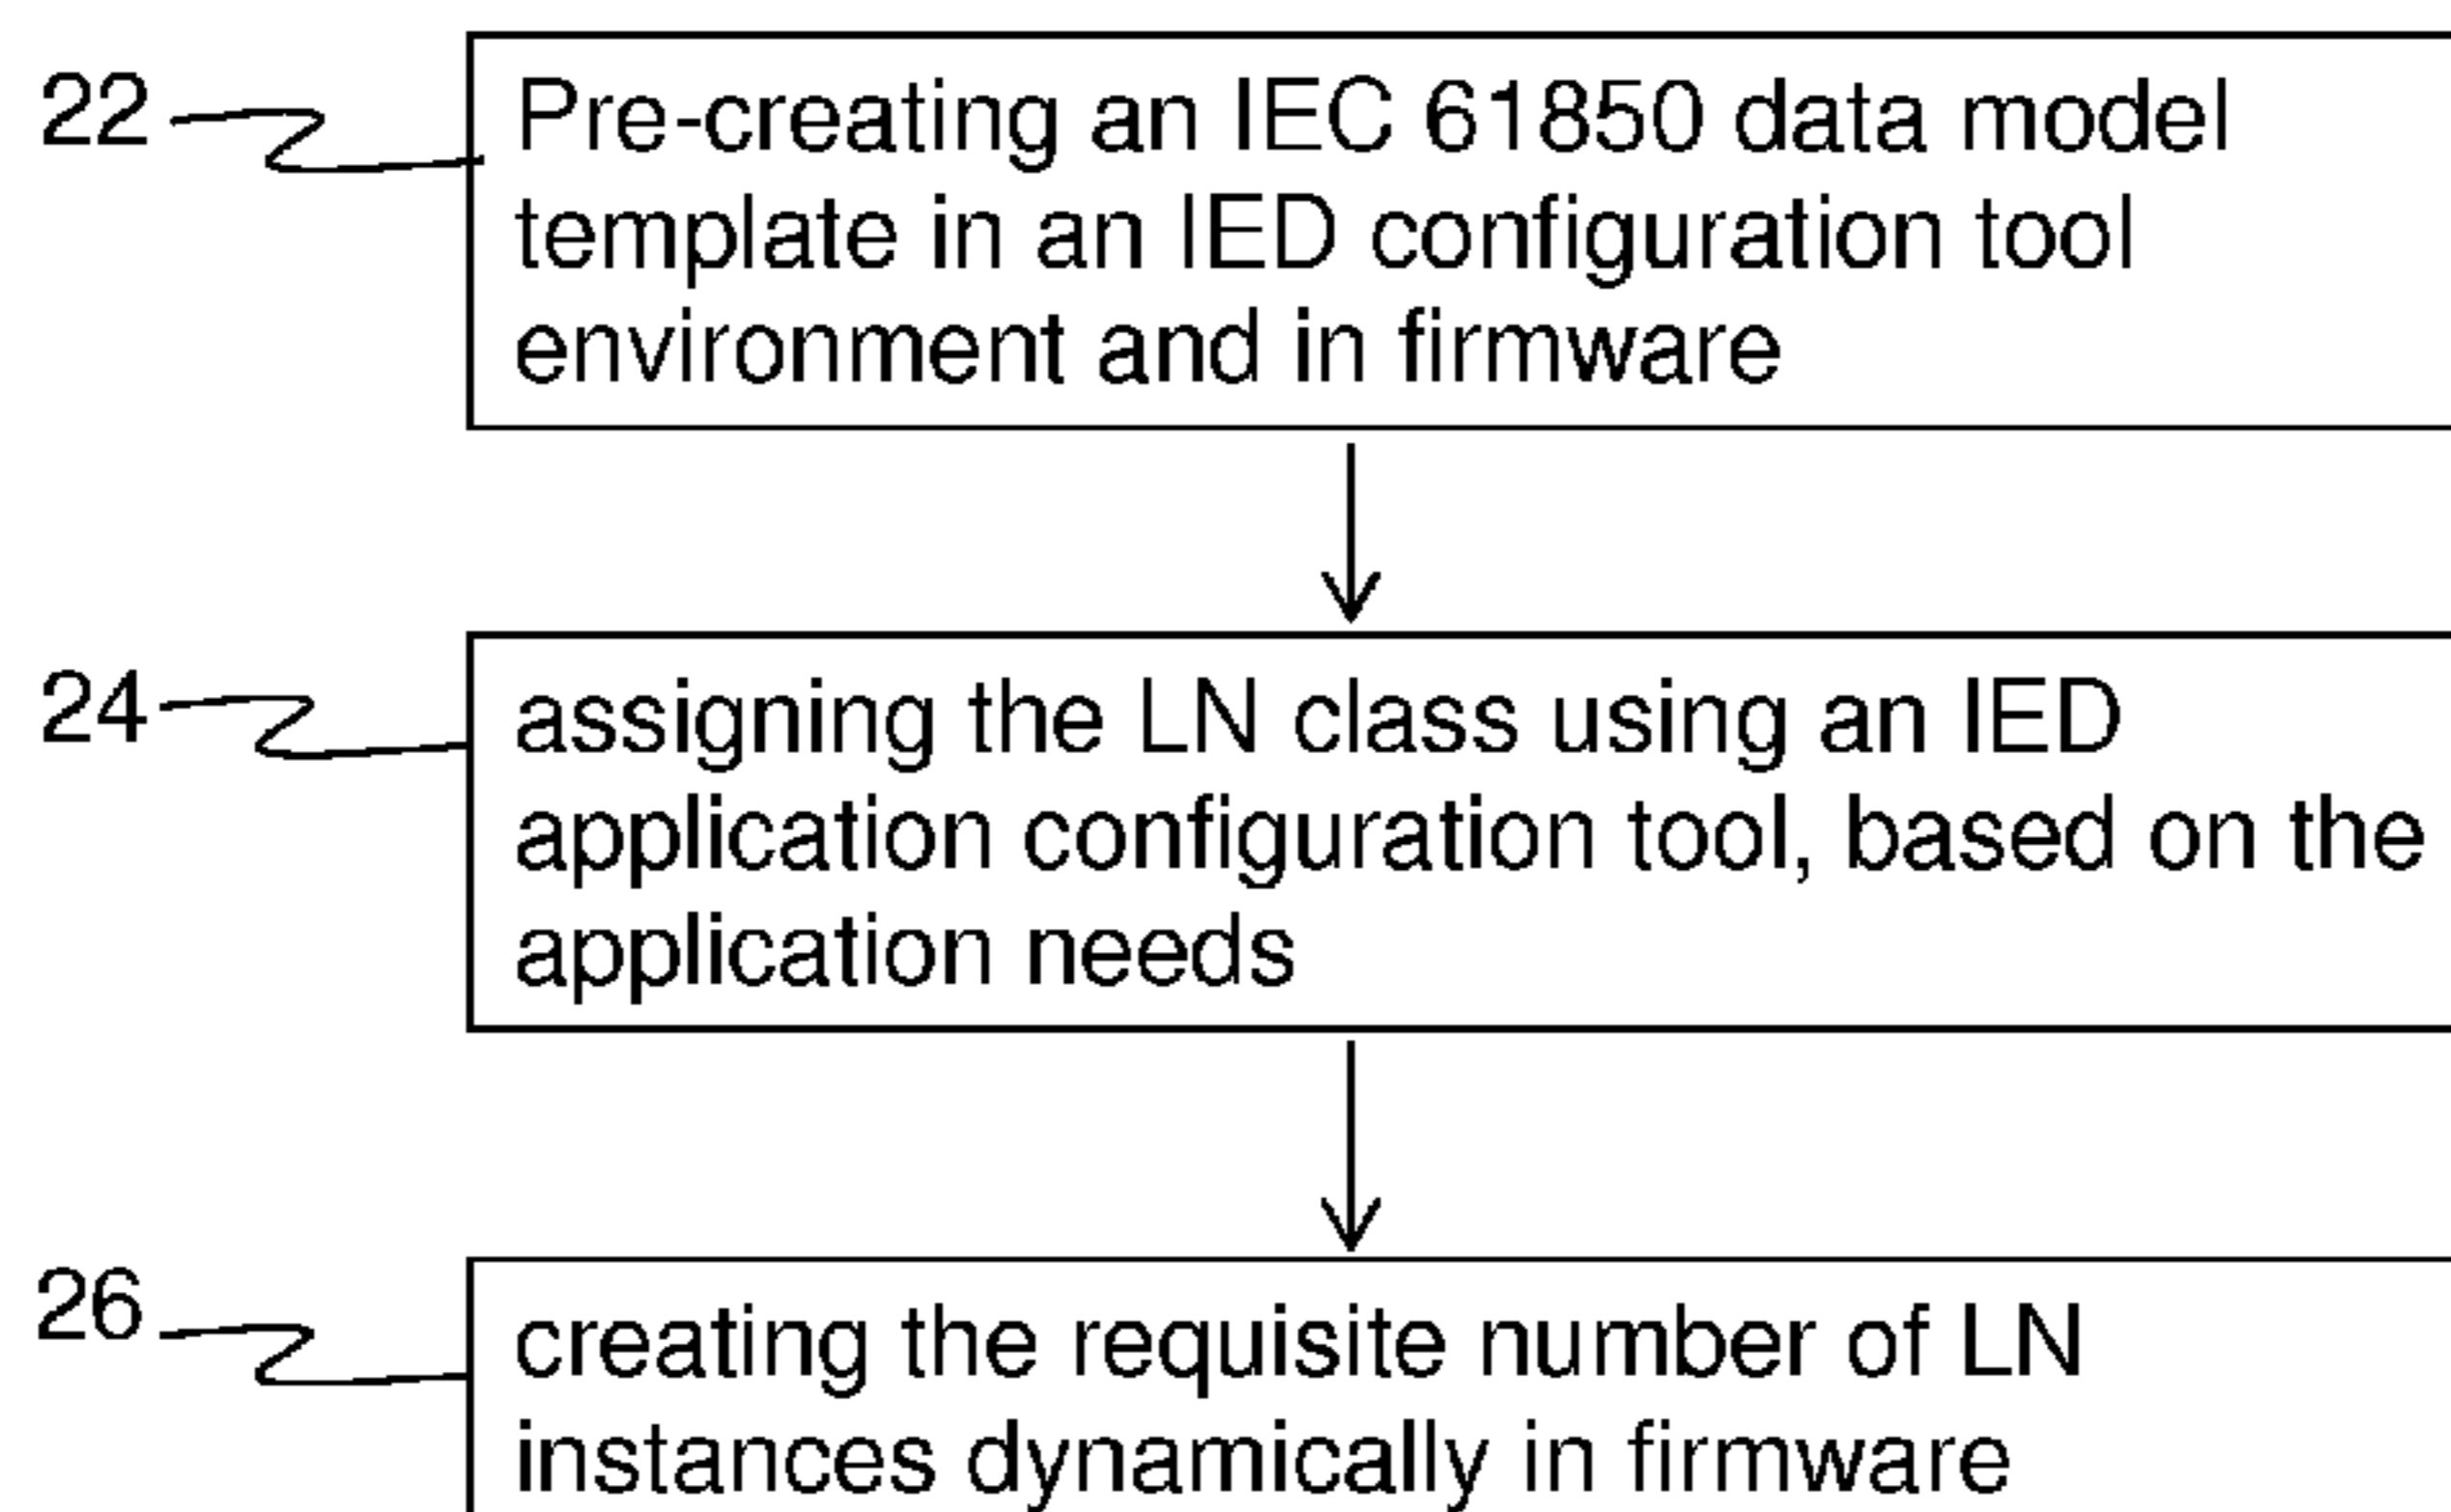 22
Pre-creating an IEC 61850 data model
template in an IED configuration tool
environment and in firmware
24
assigning the LN class using an IED
application configuration tool, based on the
application needs
26
creating the requisite number of LN
instances dynamically in firmware